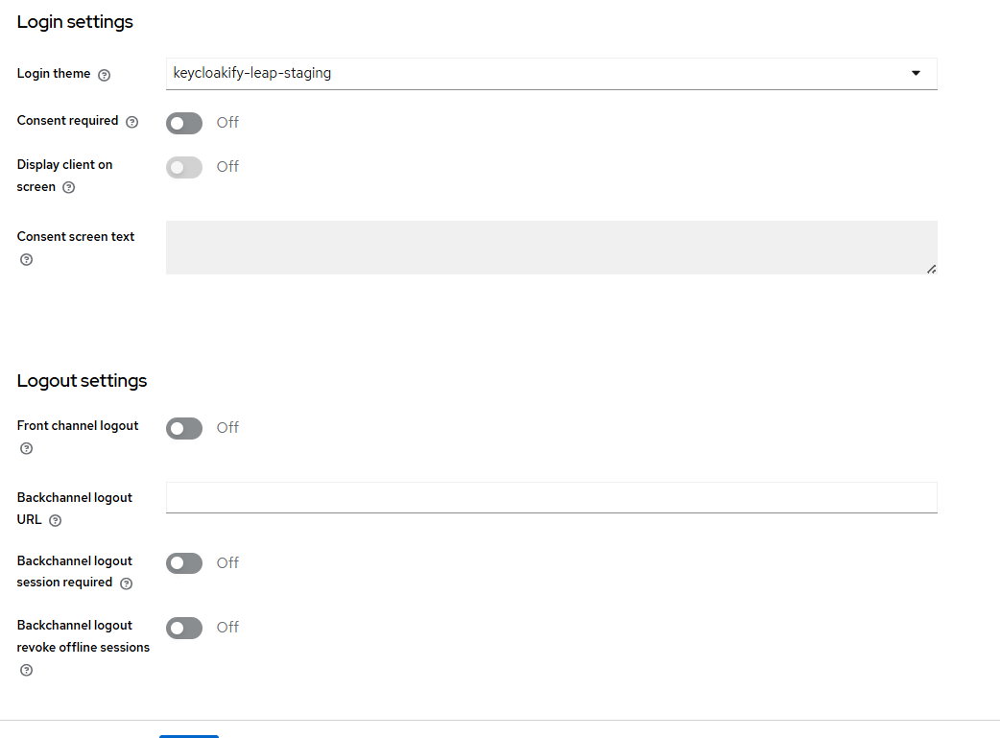 Login settings
Login theme
keycloakify-leap-staging
Consent required
Off
Display client on
screen
Off
Consent screen text
Logout settings
Front channel logout
Off
Backchannel logout
URL
Backchannel logout
session required
Off
Backchannel logout
revoke offline sessions
Off